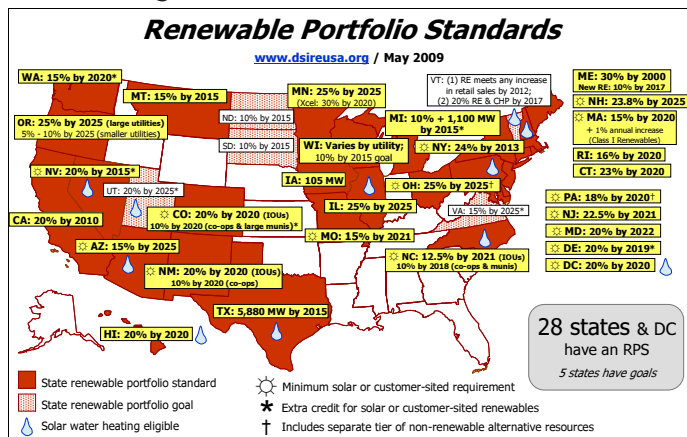 Renewable Portfolio Standards
www.dsireusa.org / May 2009
WA: 15% by 2020*
MT: 15% by 2015
OR: 25% by 2025 (large utilities)
5% - 10% by 2025 (smaller utilities)
☼ NV: 20% by 2015*
UT: 20% by 2025*
CA: 20% by 2010
☼ CO: 20% by 2020 (IOUs)
10% by 2020 (co-ops & large munis)*
☼ AZ: 15% by 2025
☼ NM: 20% by 2020 (IOUs)
10% by 2020 (co-ops)
HI: 20% by 2020
TX: 5,880 MW by 2015
MN: 25% by 2025
(Xcel: 30% by 2020)
ND: 10% by 2015
SD: 10% by 2015
WI: Varies by utility;
10% by 2015 goal
IA: 105 MW
IL: 25% by 2025
☼ MO: 15% by 2021
MI: 10% + 1,100 MW
by 2015*
☼ NY: 24% by 2013
☼ OH: 25% by 2025†
VA: 15% by 2025*
☼ NC: 12.5% by 2021 (IOUs)
10% by 2018 (co-ops & munis)
VT: (1) RE meets any increase
in retail sales by 2012;
(2) 20% RE & CHP by 2017
ME: 30% by 2000
New RE: 10% by 2017
☼ NH: 23.8% by 2025
☼ MA: 15% by 2020
+ 1% annual increase
(Class I Renewables)
RI: 16% by 2020
CT: 23% by 2020
☼ PA: 18% by 2020†
☼ NJ: 22.5% by 2021
☼ MD: 20% by 2022
☼ DE: 20% by 2019*
☼ DC: 20% by 2020
28 states & DC
have an RPS
5 states have goals
State renewable portfolio standard
State renewable portfolio goal
Solar water heating eligible
☼ Minimum solar or customer-sited requirement
* Extra credit for solar or customer-sited renewables
† Includes separate tier of non-renewable alternative resources